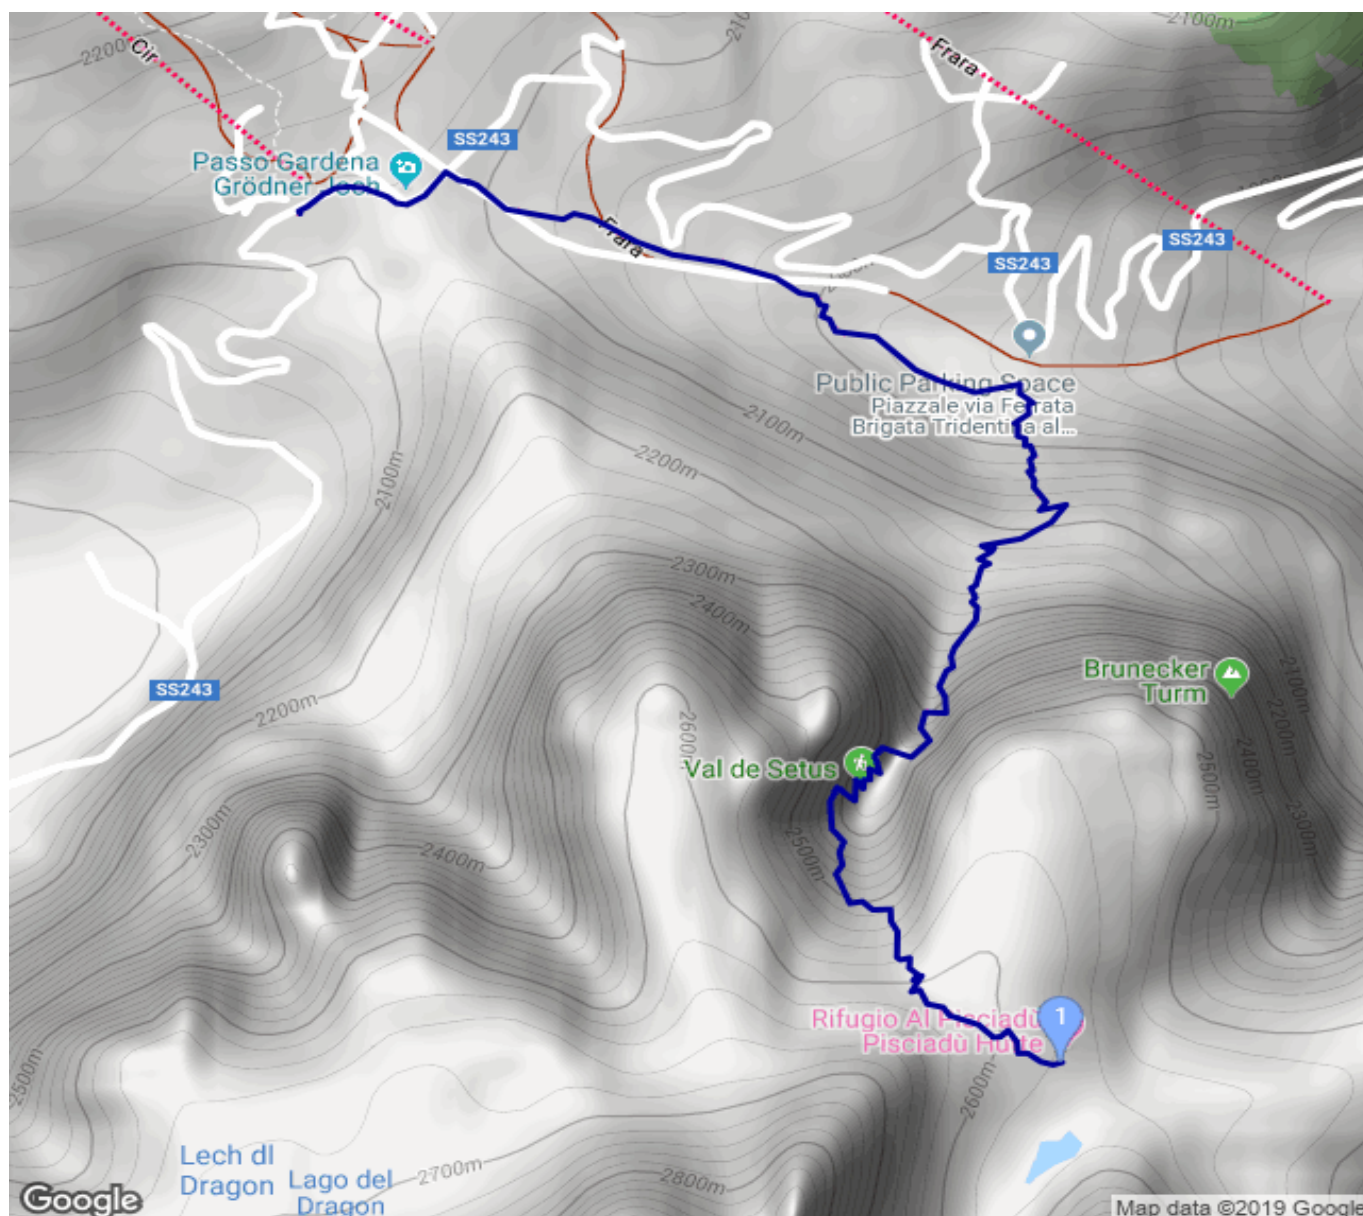 2100m
2200
Cir
Frara
2100m
SS243
Passo Gardena
Grödner Joch
Frara
SS243
SS243
Public Parking Space
Piazzale via Ferrata
Brigata Tridentina al...
2100m
2200m
2100m
2300m
2400m
Brunecker
Turm
2100m
2200m
2400m
2500m
2300m
SS243
2200m
2600m
Val de Setus
2300m
2400m
2500m
1
Rifugio Al Pisciadù
Pisciadù Hütte
2500m
2600m
Lech dl
Dragon
Lago del
Dragon
2700m
2800m
Google
Map data ©2019 Google